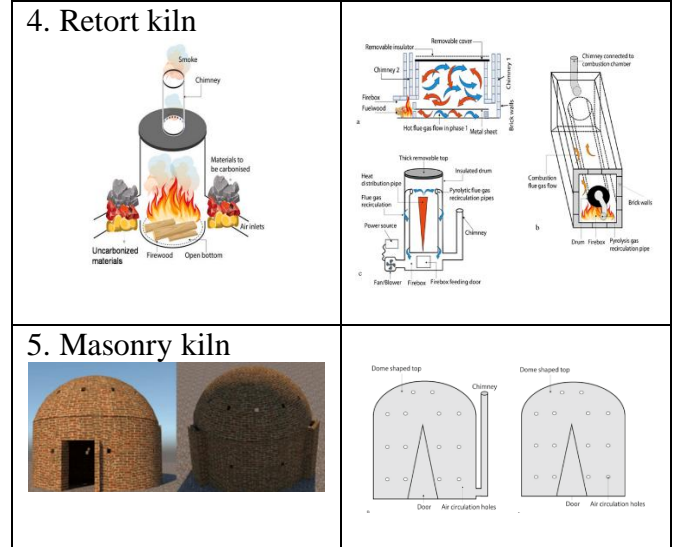 4. Retort kiln
Smoke
Chimney
Materials to
be carbonised
Air inlets
Uncarbonized
materials
Firewood
Open bottom
Removable cover
Removable insulator
Chimney 2
Chimney 1
Firebox
Fuelwood
Brick walls
a
Hot flue gas flow in phase 1
Metal sheet
Thick removable top
Insulated drum
Heat
distribution pipe
Pyrolytic flue gas
recirculation pipes
Flue gas
recirculation
Power source
Chimney
c
Fan/Blower
Firebox
Firebox feeding door
Chimney connected to
combustion chamber
Combustion
flue gas flow
Brick walls
b
Drum
Firebox
Pyrolysis gas
recirculation pipe
5. Masonry kiln
Dome shaped top
Chimney
Door
Air circulation holes
Dome shaped top
Door
Air circulation holes